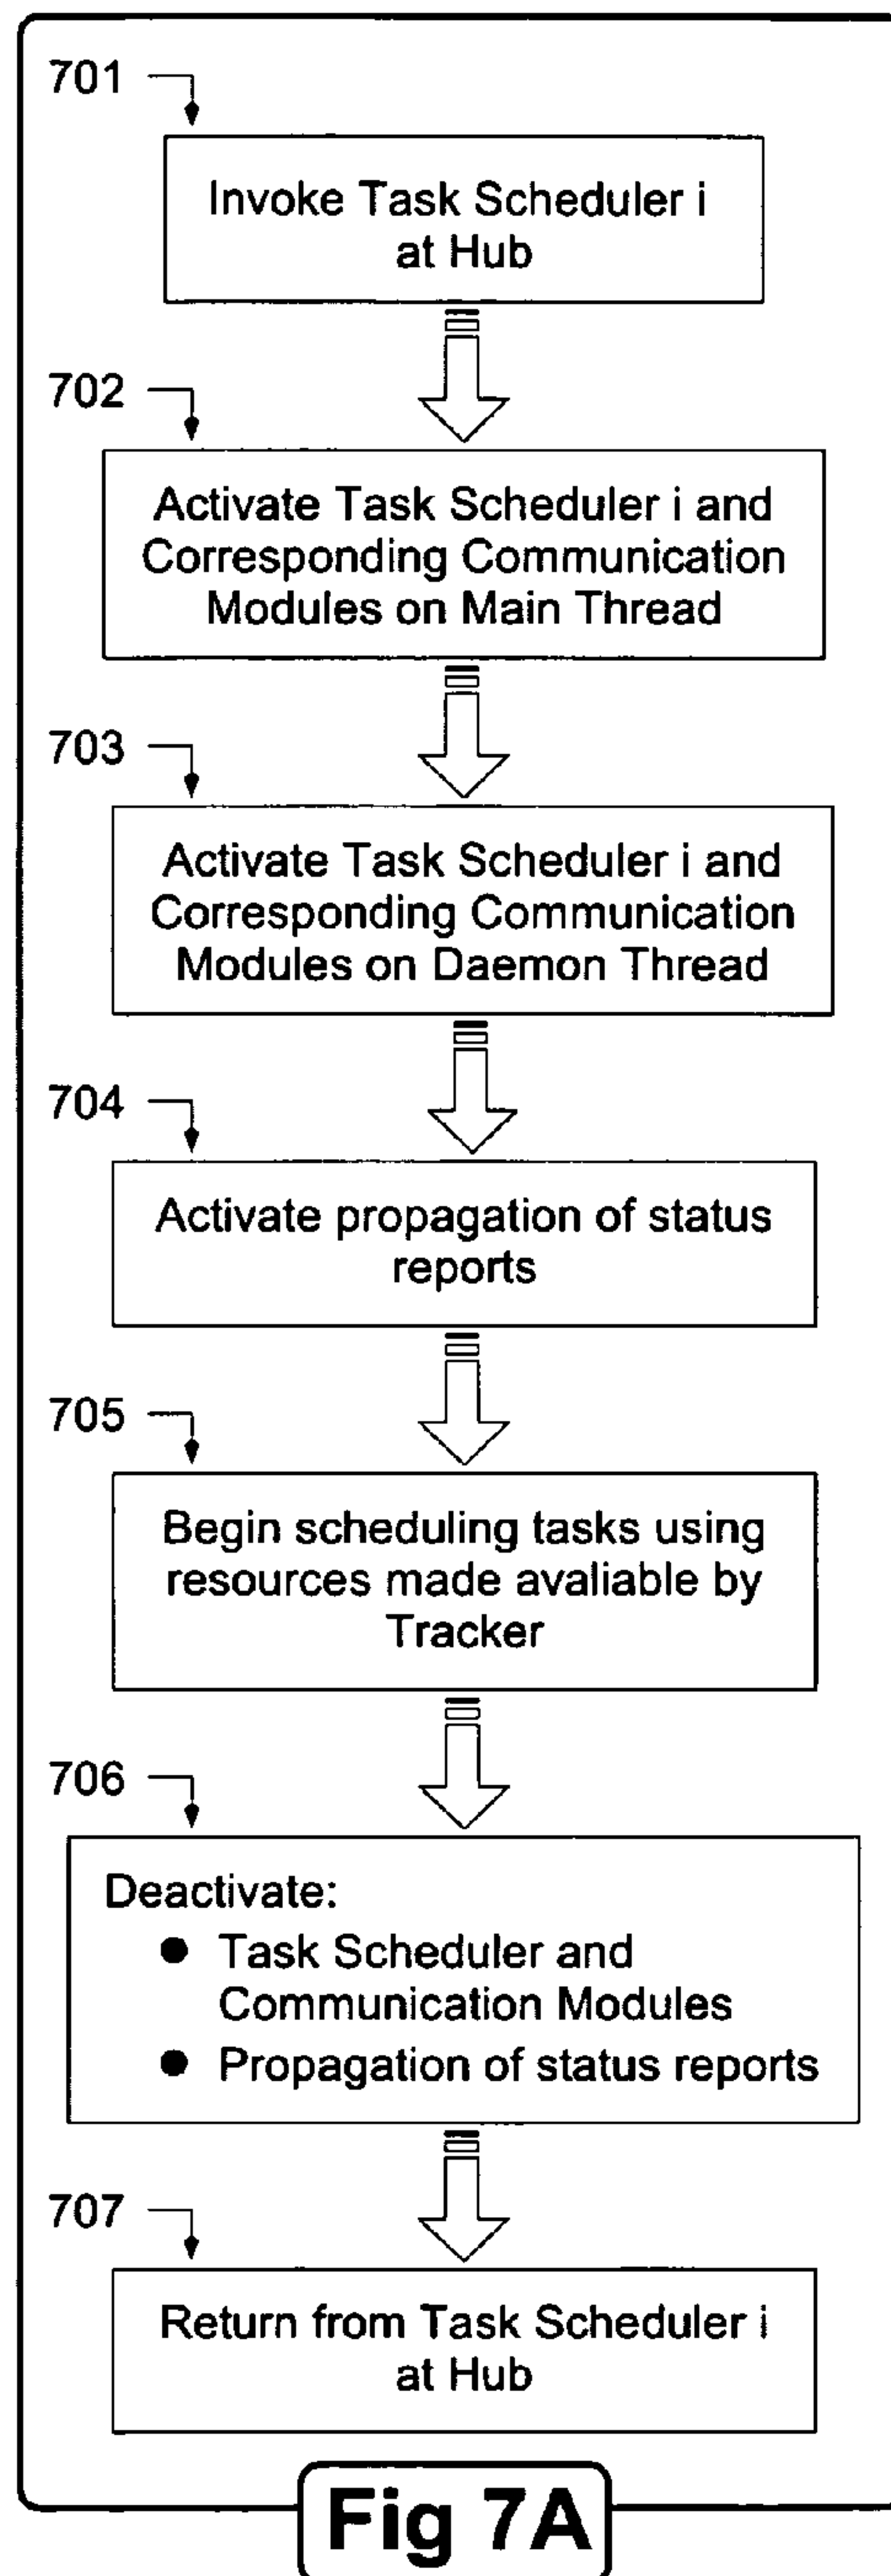 701
Invoke Task Scheduler i
at Hub
702
Activate Task Scheduler i and
Corresponding Communication
Modules on Main Thread
703
Activate Task Scheduler i and
Corresponding Communication
Modules on Daemon Thread
704
Activate propagation of status
reports
705
Begin scheduling tasks using
resources made avaliable by
Tracker
706
Deactivate:
● Task Scheduler and
Communication Modules
● Propagation of status reports
707
Return from Task Scheduler i
at Hub
Fig 7A